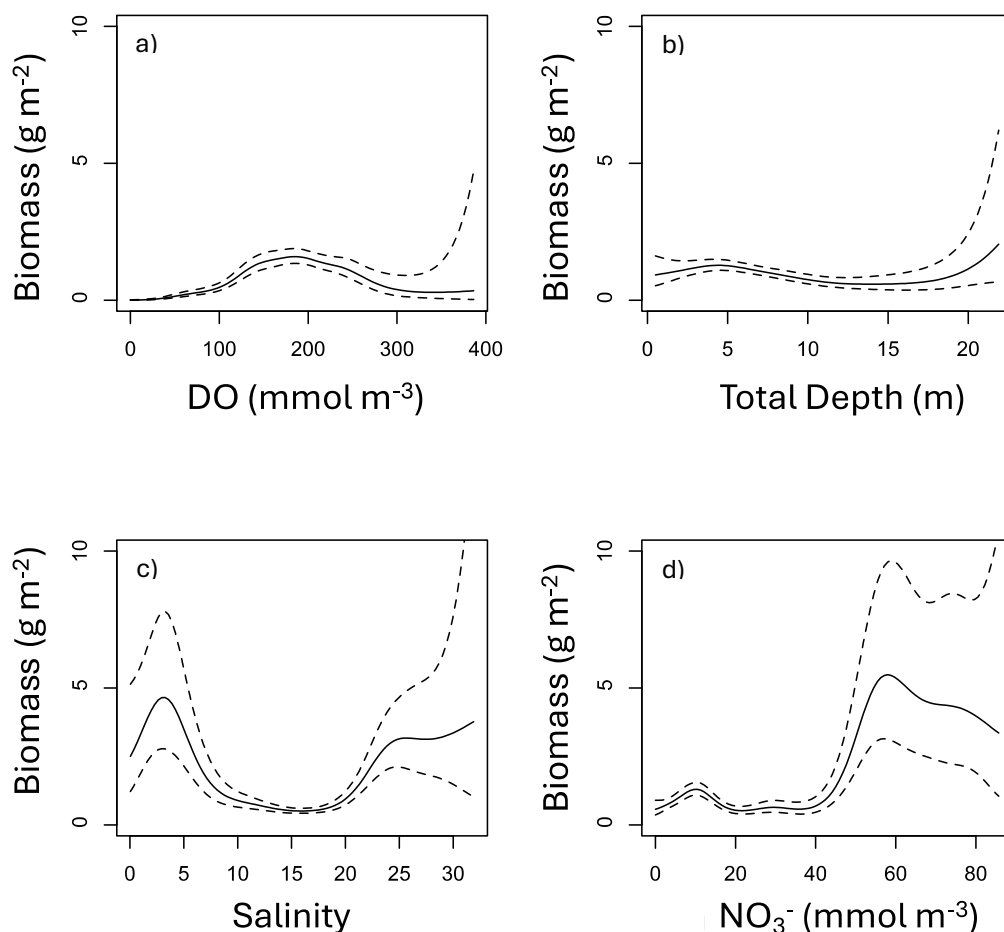 a)
Biomass (g m⁻²)
0
5
10
0
100
200
300
400
DO (mmol m⁻³)
b)
Biomass (g m⁻²)
0
5
10
0
5
10
15
20
Total Depth (m)
c)
Biomass (g m⁻²)
0
5
10
0
5
10
15
20
25
30
Salinity
d)
Biomass (g m⁻²)
0
5
10
0
20
40
60
80
NO₃⁻ (mmol m⁻³)